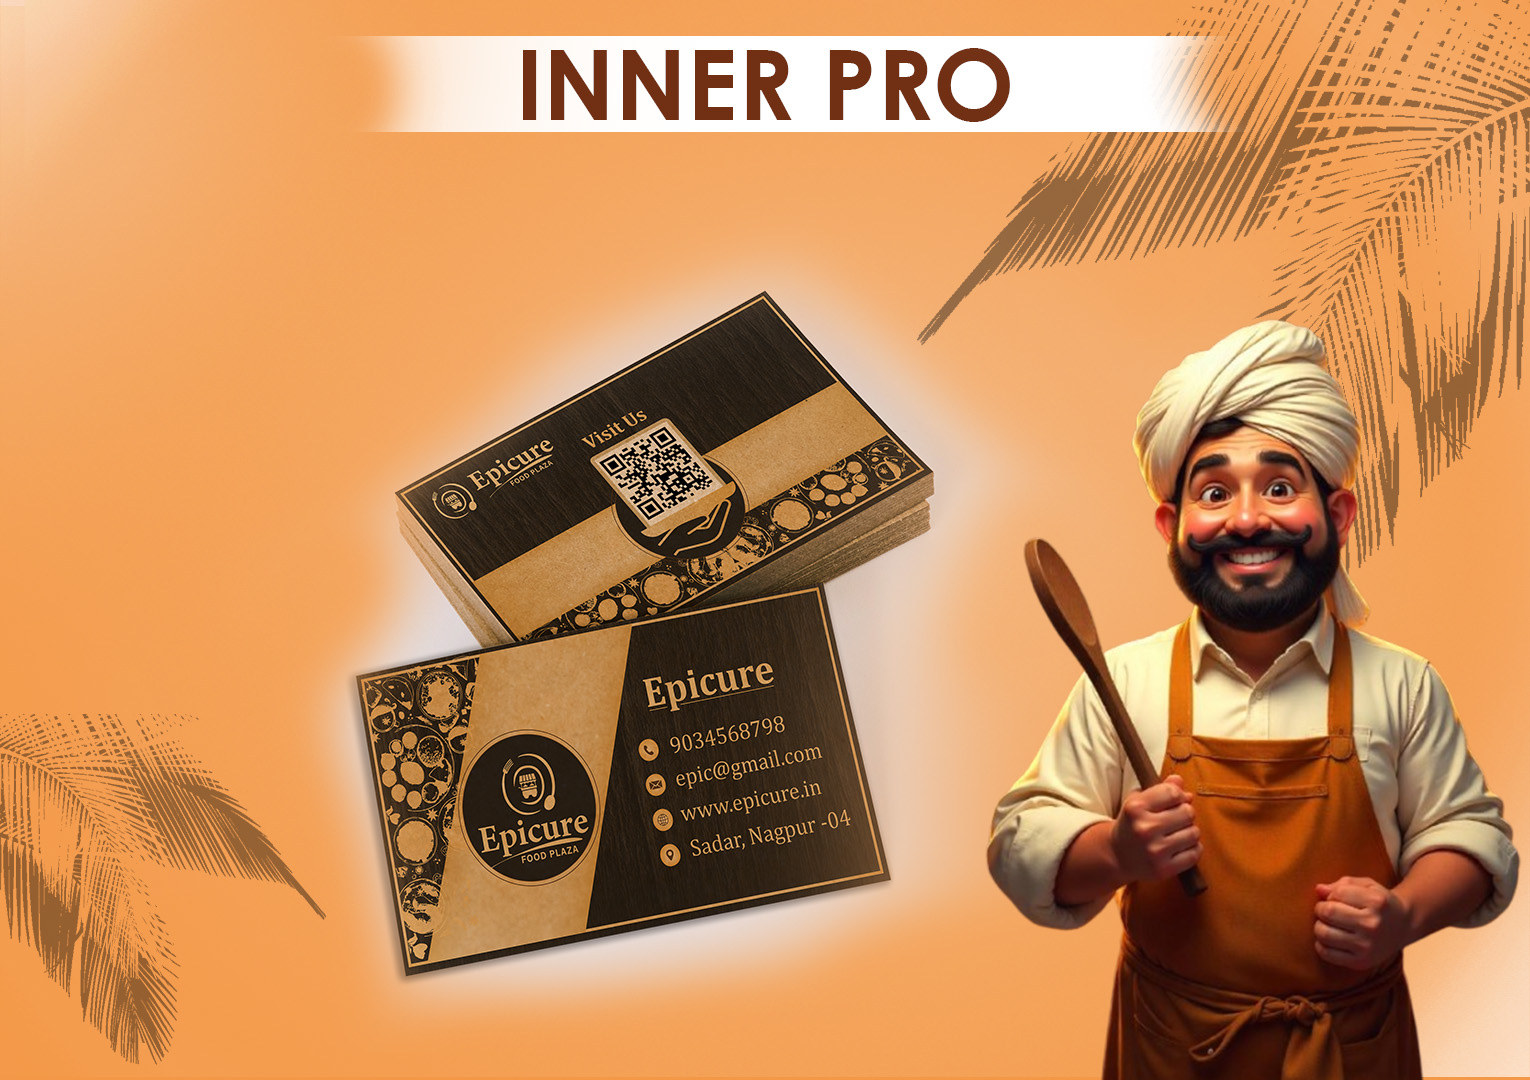 INNER PRO
Visit Us
Epicure
FOOD PLAZA
Epicure
9034568798
epic@gmail.com
www.epicure.in
Sadar, Nagpur -04
Epicure
FOOD PLAZA